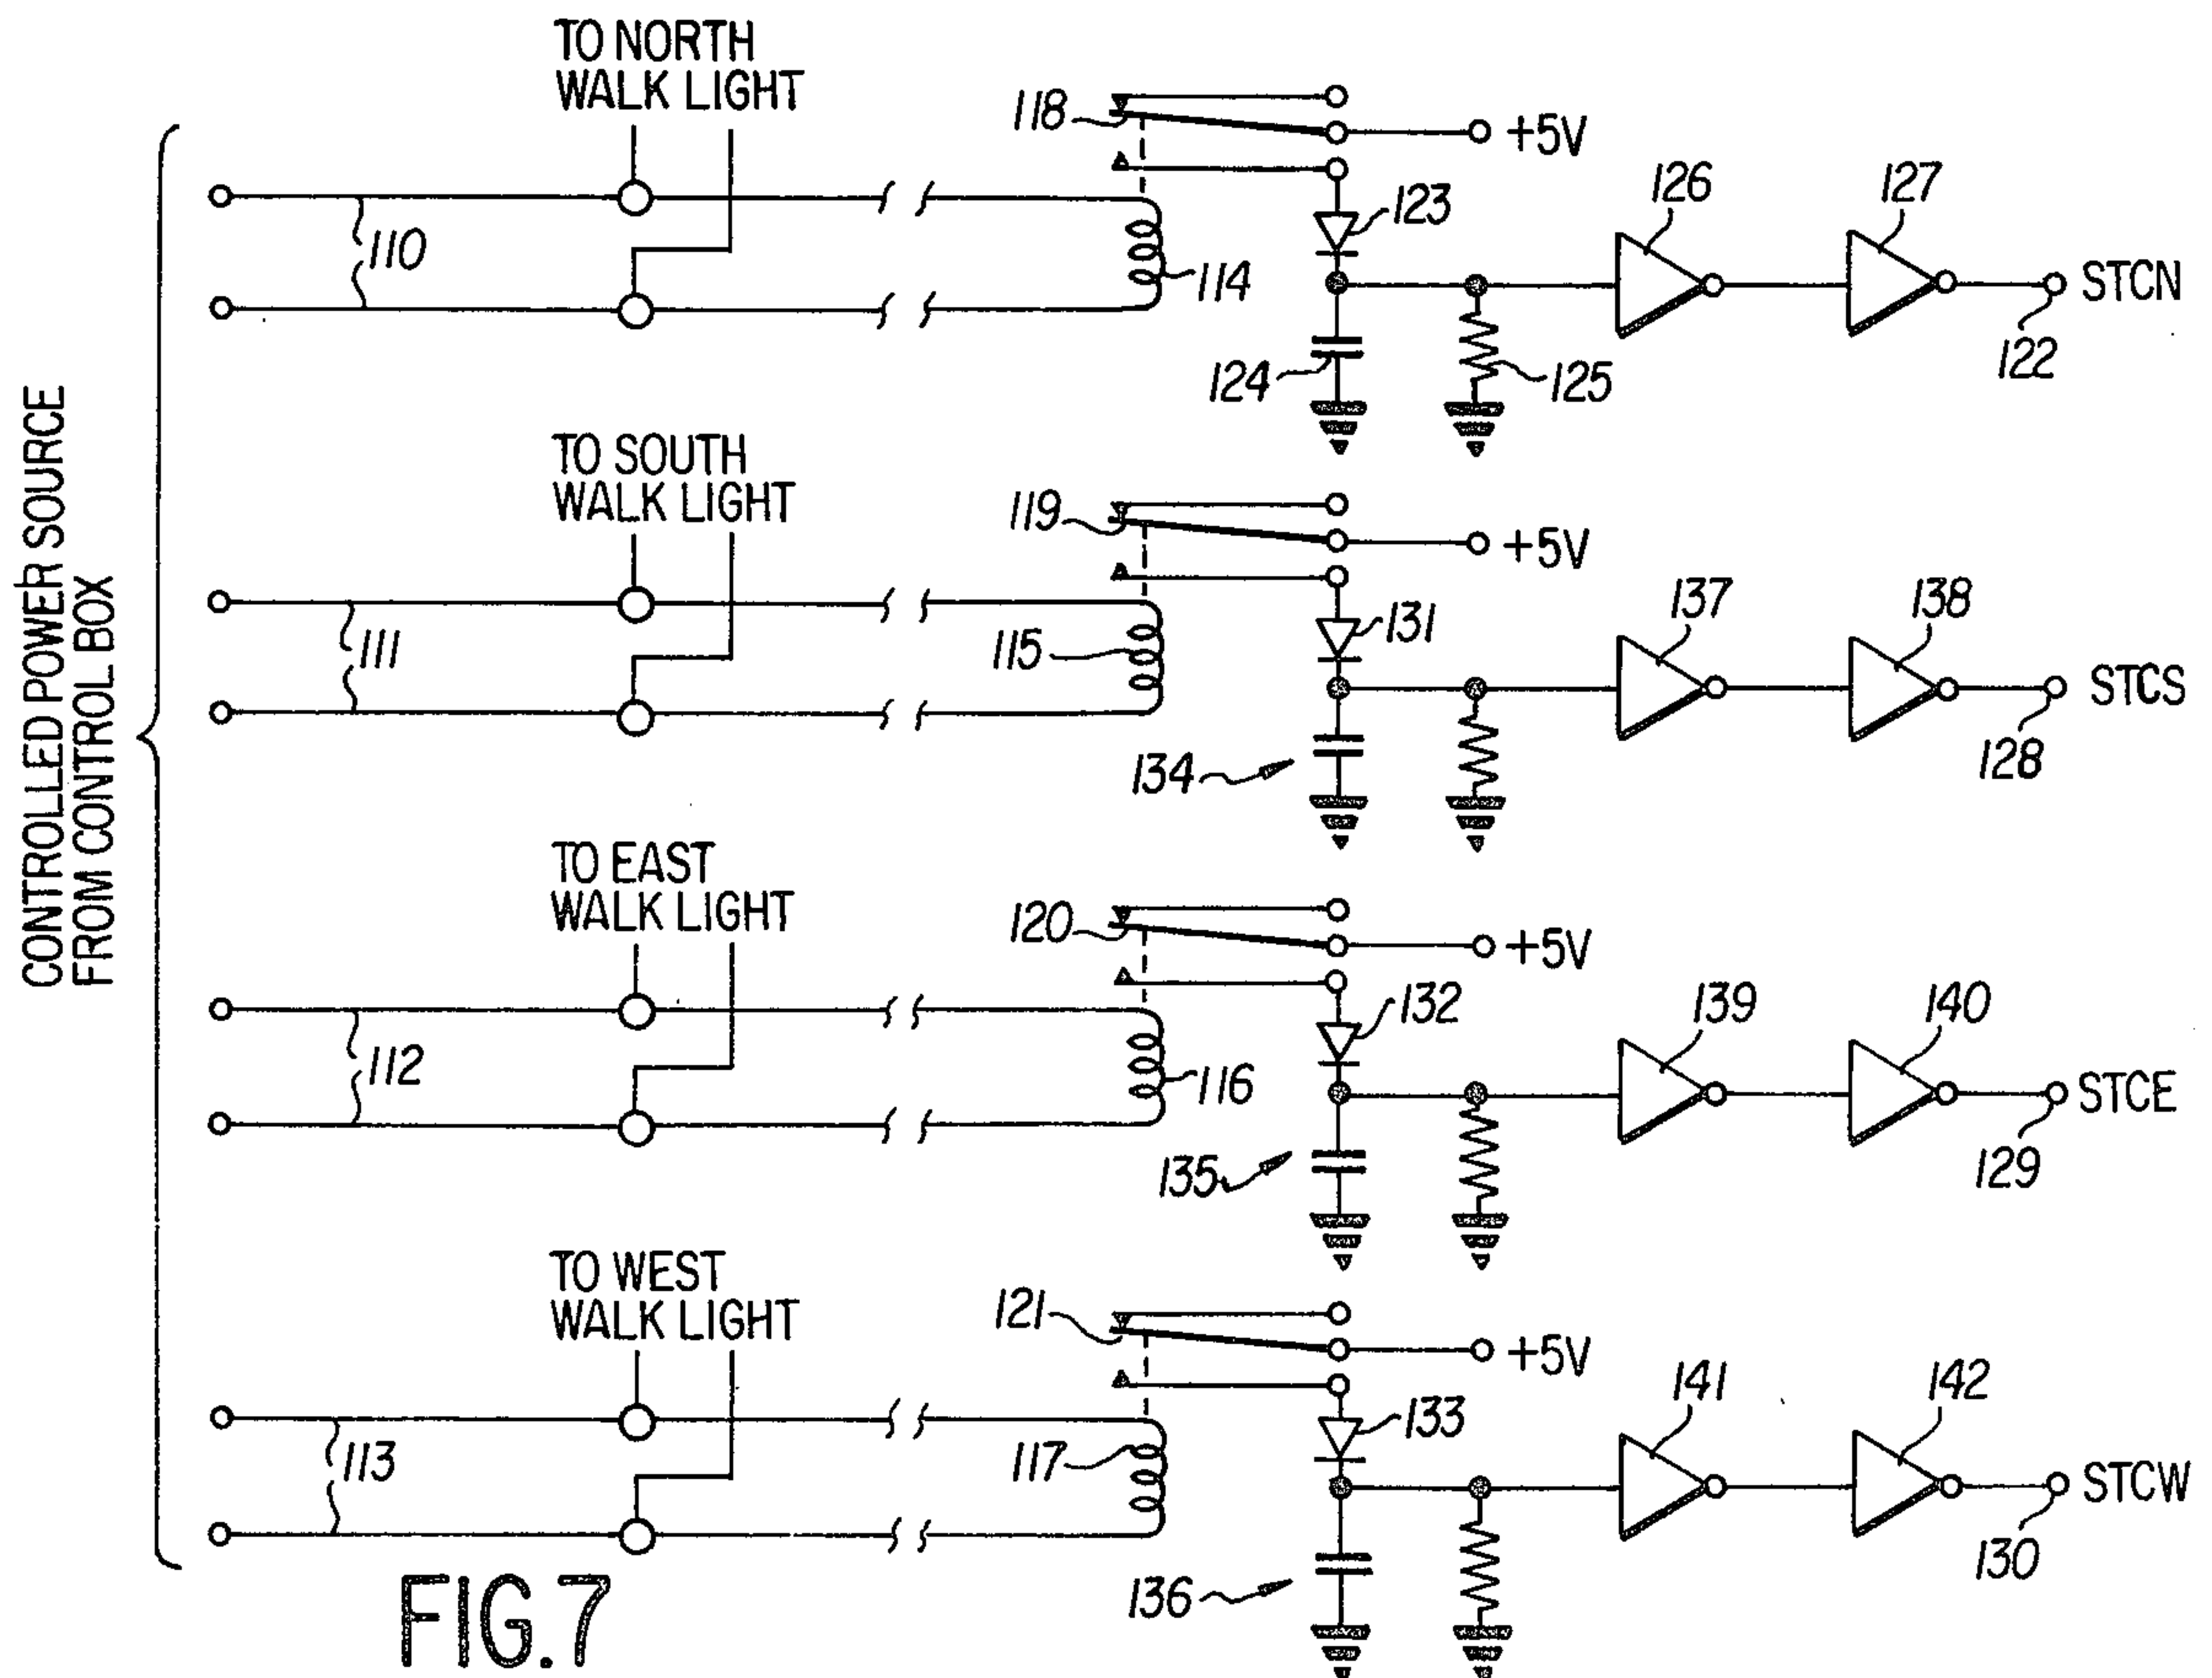 TO NORTH
WALK LIGHT
118
+5V
110
114
123
124
125
126
127
STCN
122
CONTROLLED POWER SOURCE
FROM CONTROL BOX
TO SOUTH
WALK LIGHT
119
+5V
111
115
131
134
137
138
STCS
128
TO EAST
WALK LIGHT
120
+5V
112
116
132
135
139
140
STCE
129
TO WEST
WALK LIGHT
121
+5V
113
117
133
136
141
142
STCW
130
FIG.7